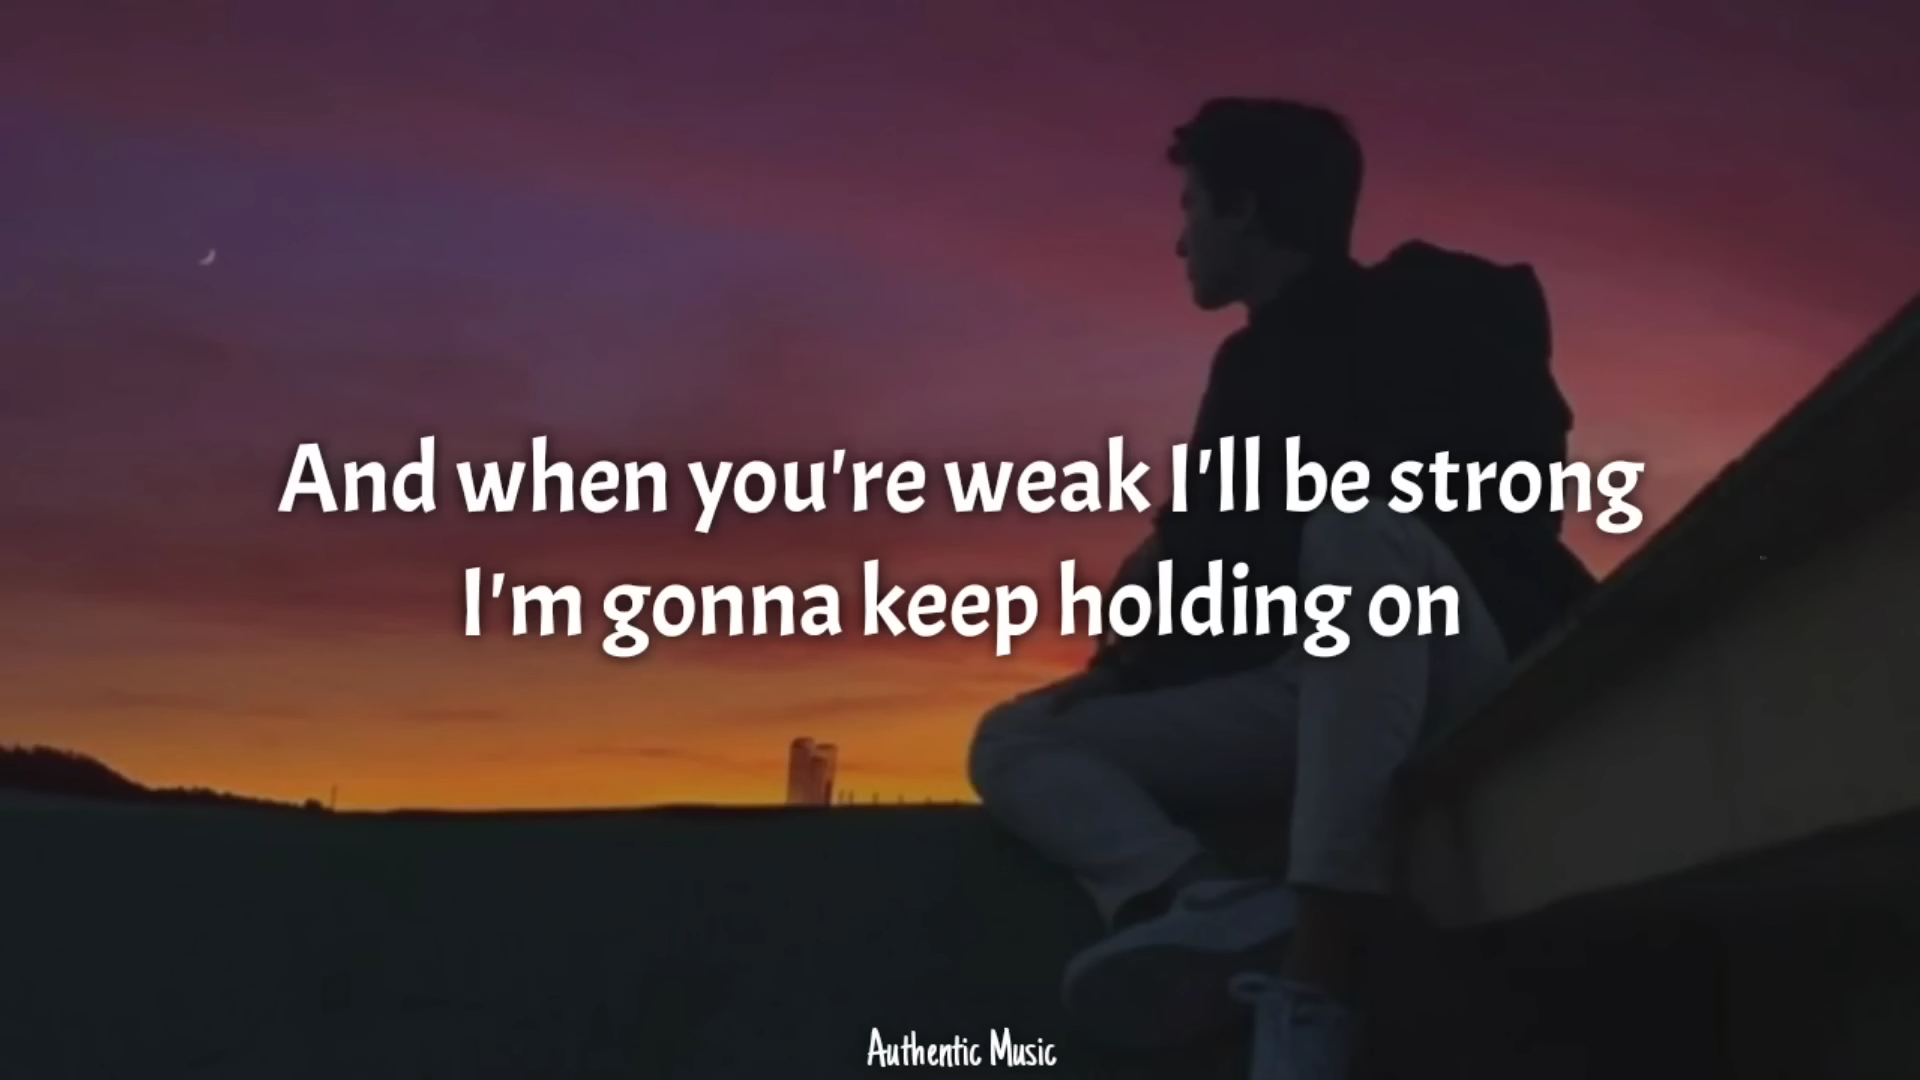 And when you're weak I'll be strong
I'm gonna keep holding on
Authentic Music